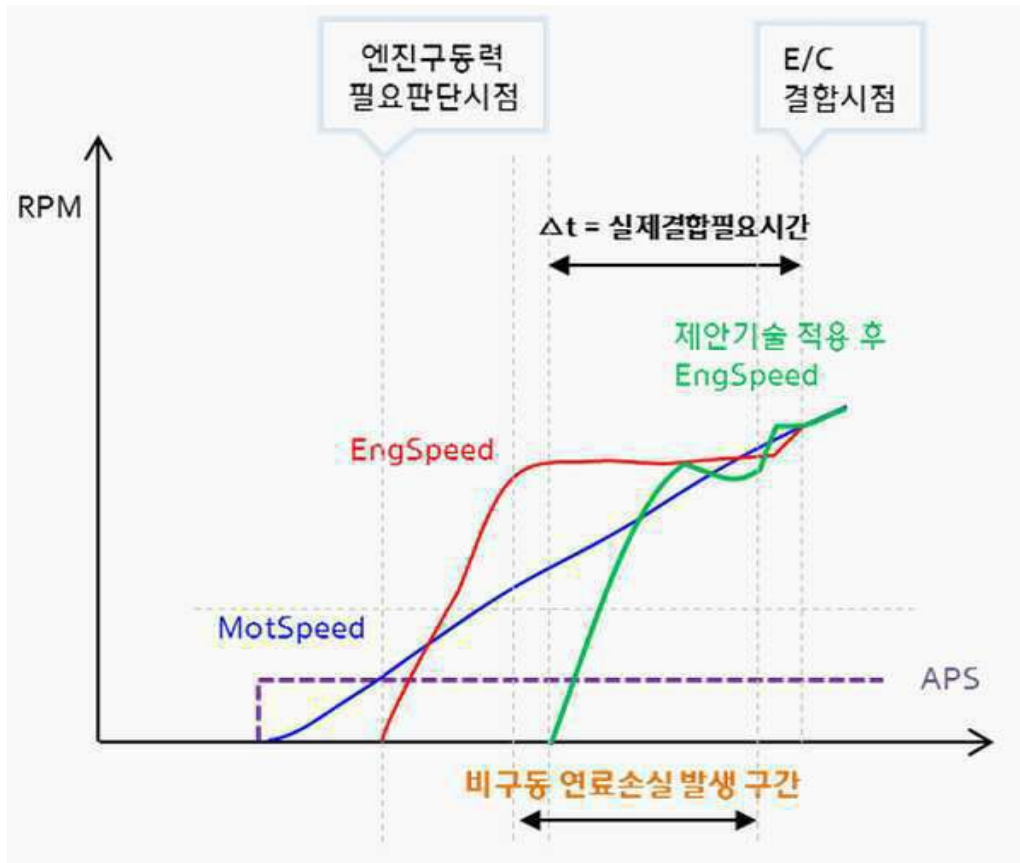 엔진구동력
필요판단시점
E/C
결합시점
RPM
Δt = 실제결합필요시간
제안기술 적용 후
EngSpeed
EngSpeed
MotSpeed
APS
비구동 연료손실 발생 구간